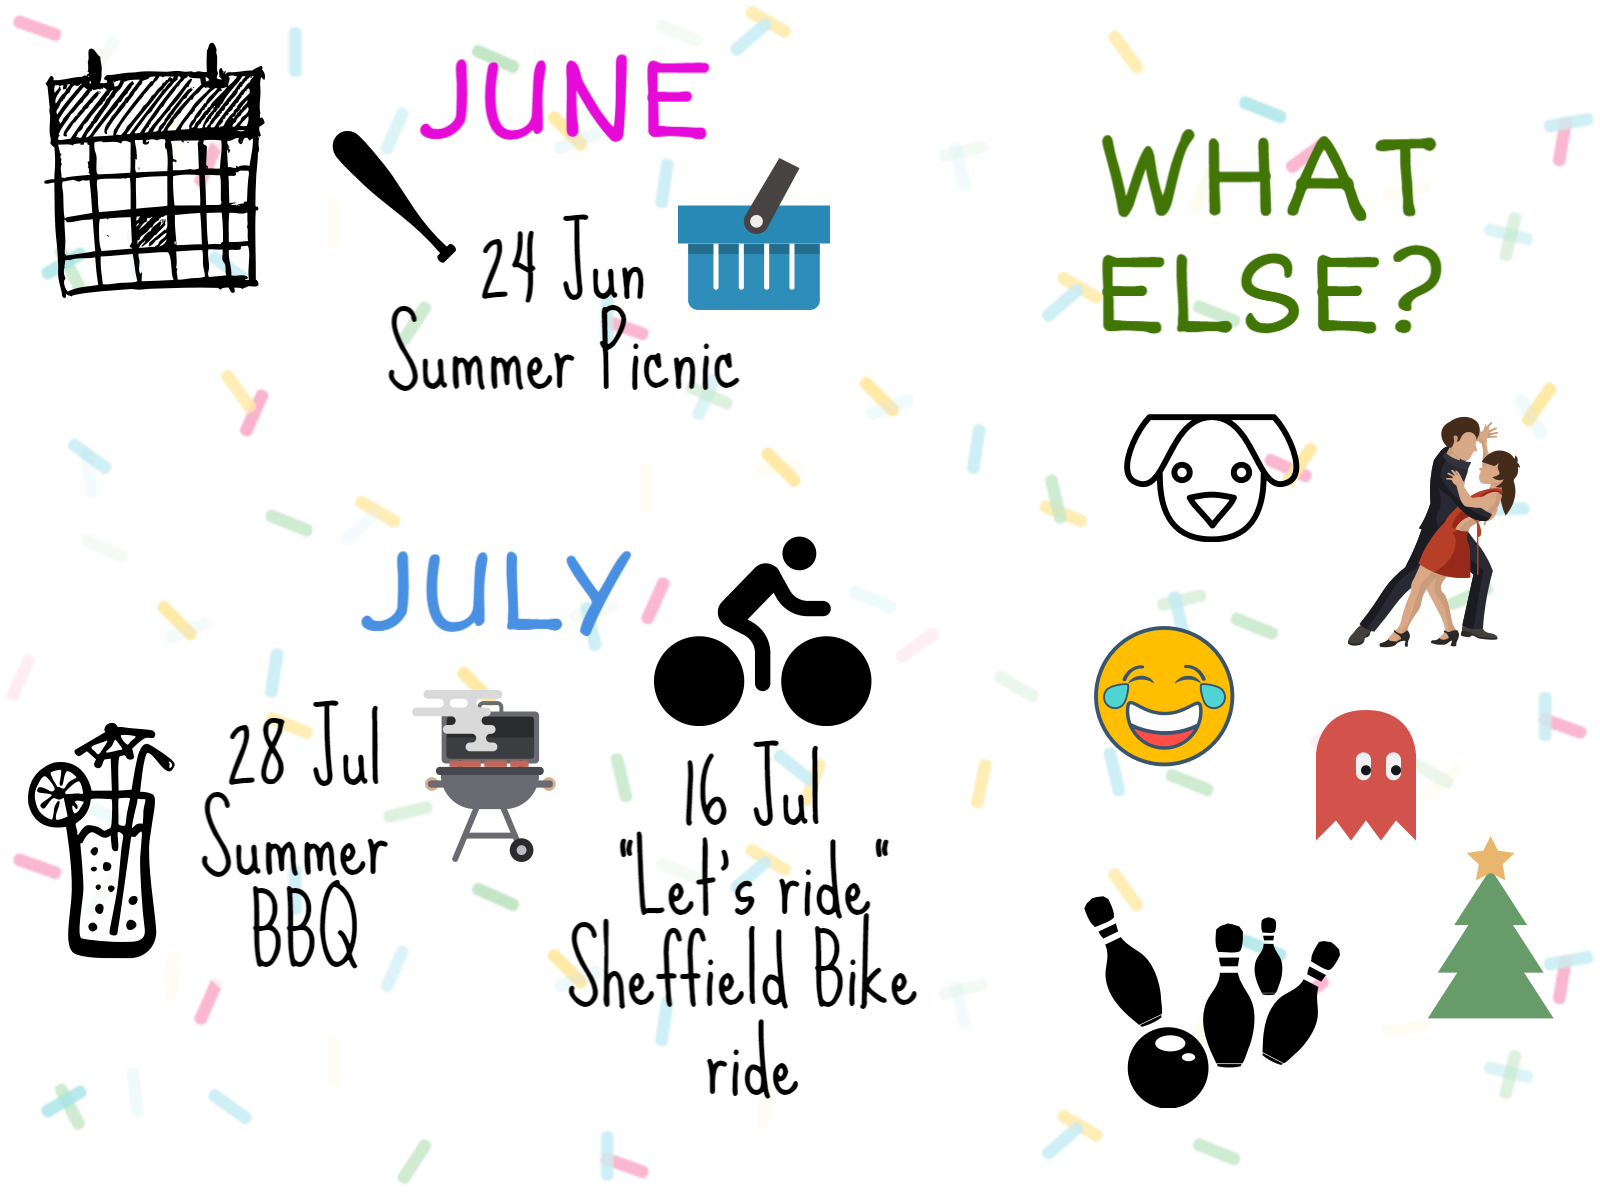 JUNE
24 Jun
Summer Picnic
JULY
28 Jul
Summer
BBQ
16 Jul
"Let's ride"
Sheffield Bike
ride
WHAT
ELSE?